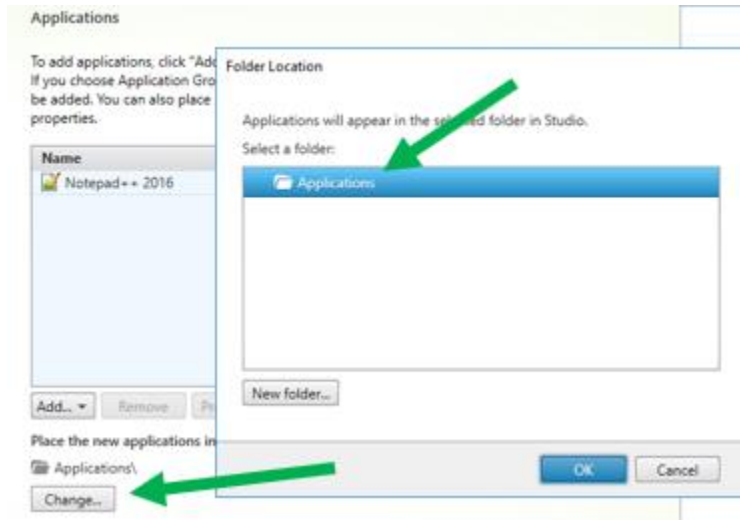 Applications
To add applications, click "Add
If you choose Application Gro
be added. You can also place
properties.
Name
Notepad++ 2016
Add...
Remove
Place the new applications in
Applications\
Change...
Folder Location
Applications will appear in the selected folder in Studio.
Select a folder:
Applications
New folder...
OK
Cancel